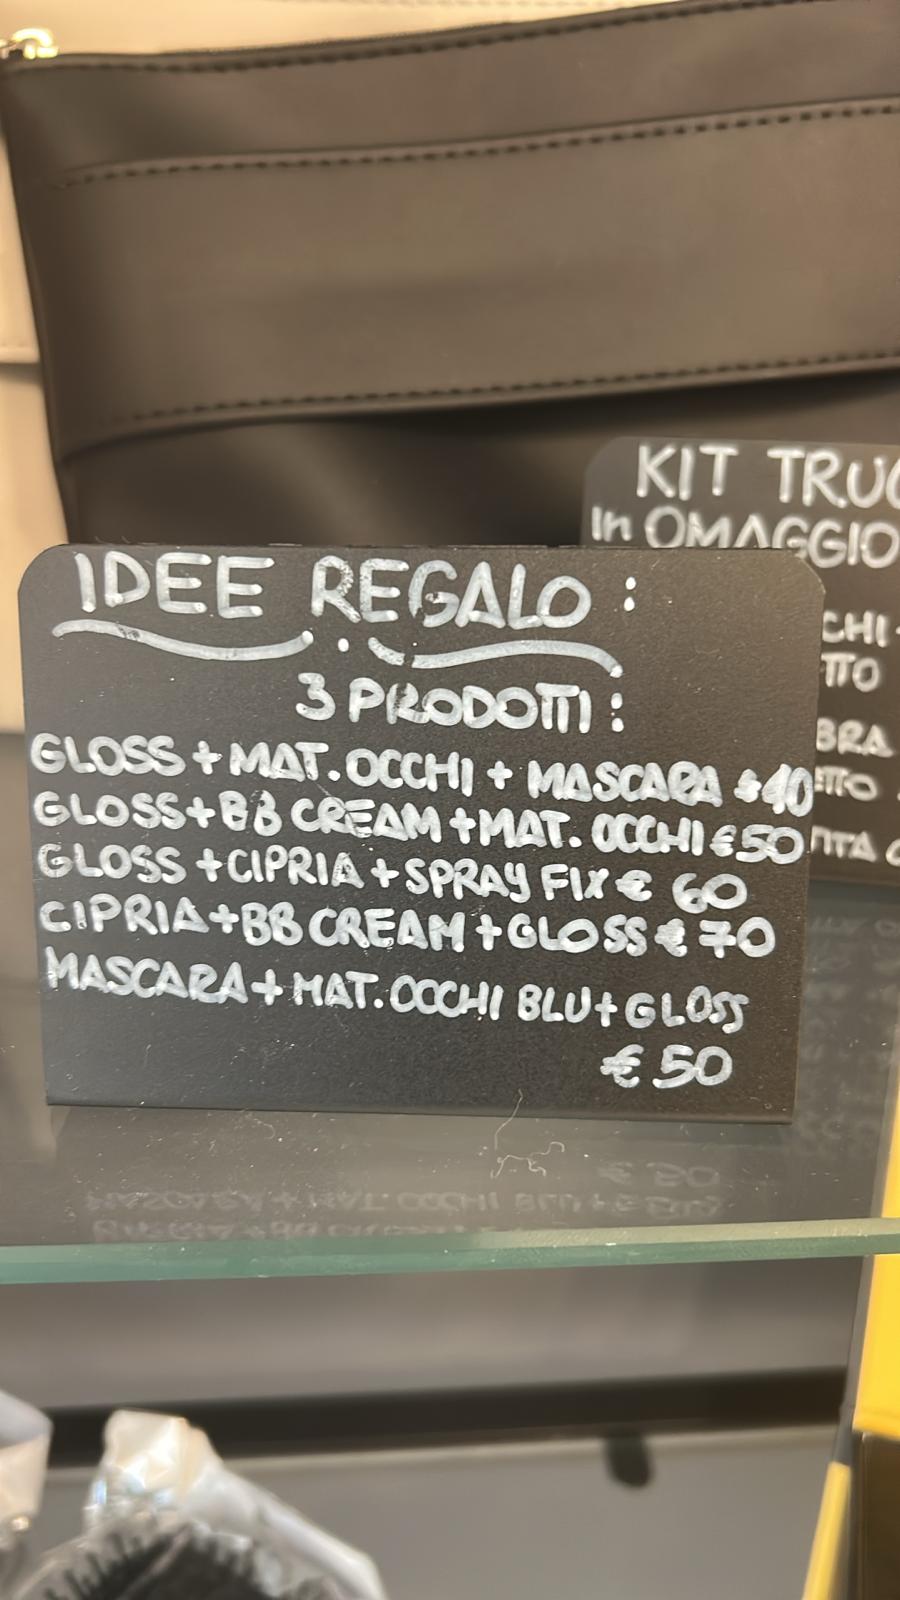 IDEE REGALO :
3 PRODOTTI :
GLOSS + MAT. OCCHI + MASCARA € 40
GLOSS + BB CREAM + MAT. OCCHI € 50
GLOSS + CIPRIA + SPRAY FIX € 60
CIPRIA + BB CREAM + GLOSS € 70
MASCARA + MAT. OCCHI BLU + GLOSS
€ 50
KIT TRUC
in OMAGGIO